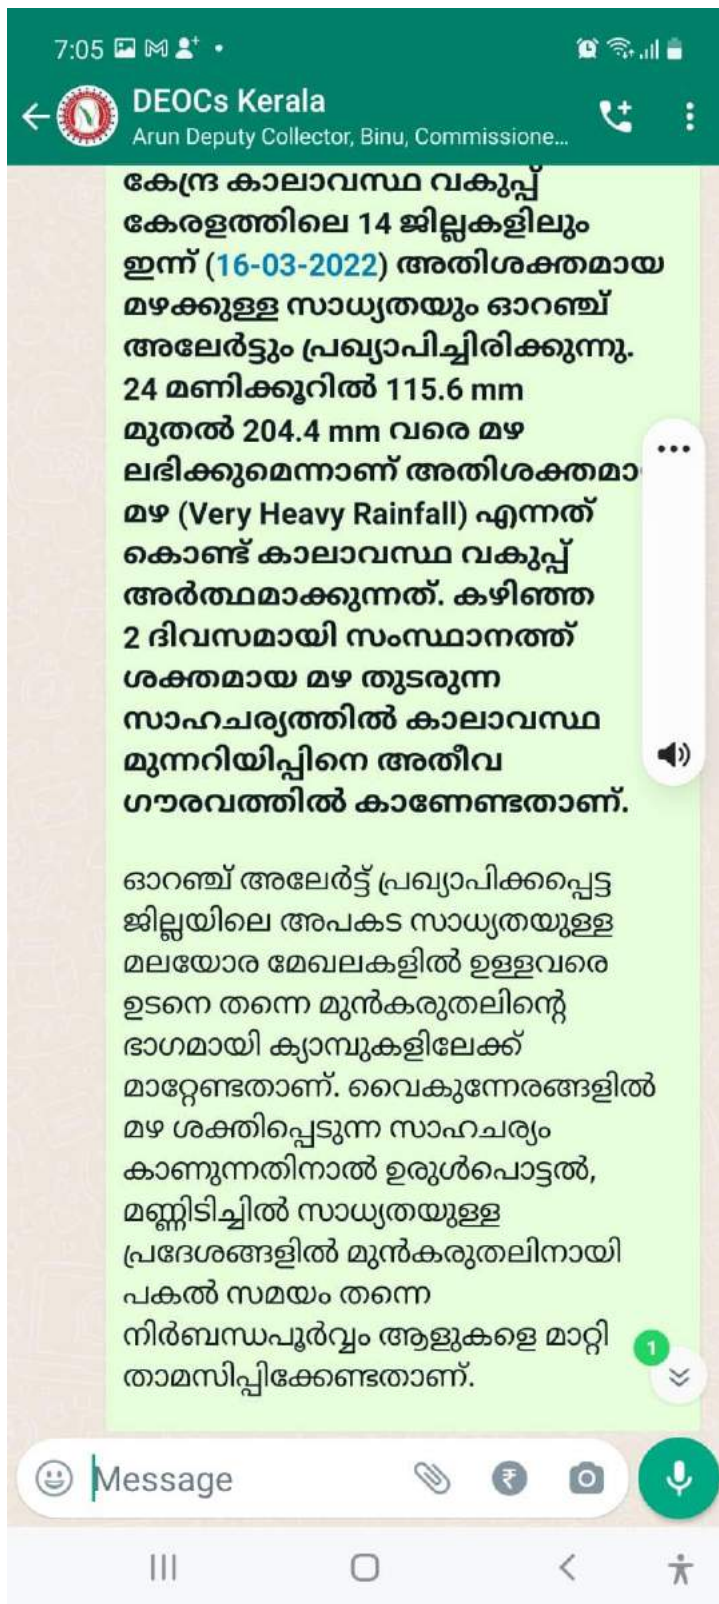 7:05
DEOCs Kerala
Arun Deputy Collector, Binu, Commissione...
കേന്ദ്ര കാലാവസ്ഥ വകുപ്പ്
കേരളത്തിലെ 14 ജില്ലകളിലും
ഇന്ന് (16-03-2022) അതിശക്തമായ
മഴക്കുള്ള സാധ്യതയും ഓറഞ്ച്
അലേർട്ടും പ്രഖ്യാപിച്ചിരിക്കുന്നു.
24 മണിക്കൂറിൽ 115.6 mm
മുതൽ 204.4 mm വരെ മഴ
ലഭിക്കുമെന്നാണ് അതിശക്തമാ
മഴ (Very Heavy Rainfall) എന്നത്
കൊണ്ട് കാലാവസ്ഥ വകുപ്പ്
അർത്ഥമാക്കുന്നത്. കഴിഞ്ഞ
2 ദിവസമായി സംസ്ഥാനത്ത്
ശക്തമായ മഴ തുടരുന്ന
സാഹചര്യത്തിൽ കാലാവസ്ഥ
മുന്നറിയിപ്പിനെ അതീവ
ഗൗരവത്തിൽ കാണേണ്ടതാണ്.
ഓറഞ്ച് അലേർട്ട് പ്രഖ്യാപിക്കപ്പെട്ട
ജില്ലയിലെ അപകട സാധ്യതയുള്ള
മലയോര മേഖലകളിൽ ഉള്ളവരെ
ഉടനെ തന്നെ മുൻകരുതലിന്റെ
ഭാഗമായി ക്യാമ്പുകളിലേക്ക്
മാറ്റേണ്ടതാണ്. വൈകുന്നേരങ്ങളിൽ
മഴ ശക്തിപ്പെടുന്ന സാഹചര്യം
കാണുന്നതിനാൽ ഉരുൾപൊട്ടൽ,
മണ്ണിടിച്ചിൽ സാധ്യതയുള്ള
പ്രദേശങ്ങളിൽ മുൻകരുതലിനായി
പകൽ സമയം തന്നെ
നിർബന്ധപൂർവ്വം ആളുകളെ മാറ്റി
താമസിപ്പിക്കേണ്ടതാണ്.
1
Message